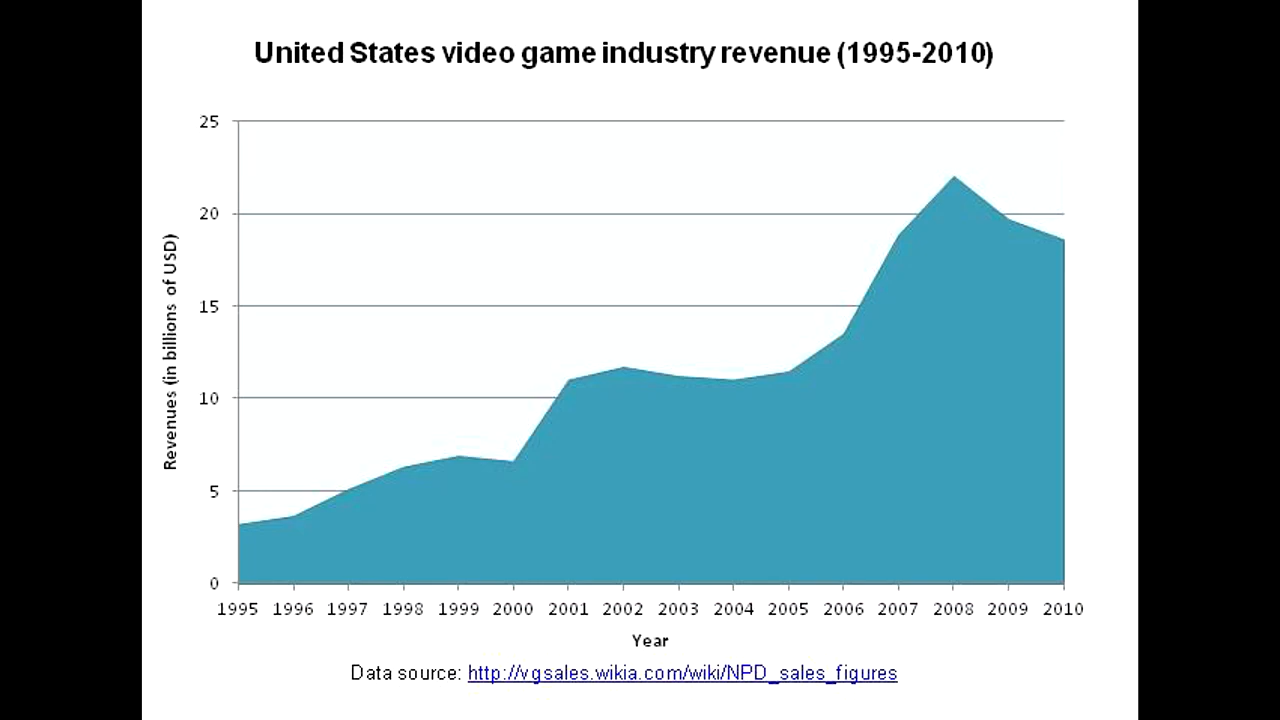 United States video game industry revenue (1995-2010)
25
20
15
10
5
0
Revenues (in billions of USD)
1995 1996 1997 1998 1999 2000 2001 2002 2003 2004 2005 2006 2007 2008 2009 2010
Year
Data source: http://vgsales.wikia.com/wiki/NPD_sales_figures